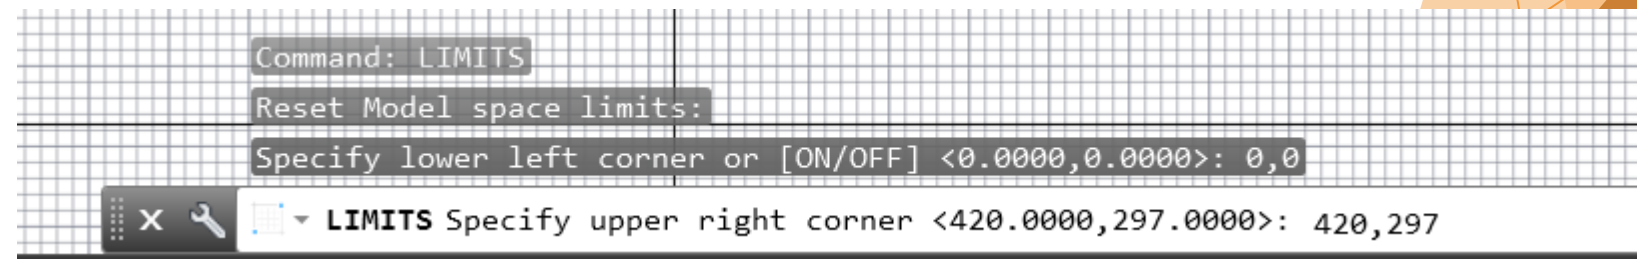 Command: LIMITS
Reset Model space limits:
Specify lower left corner or [ON/OFF] <0.0000,0.0000>: 0,0
LIMITS Specify upper right corner <420.0000,297.0000>: 420,297